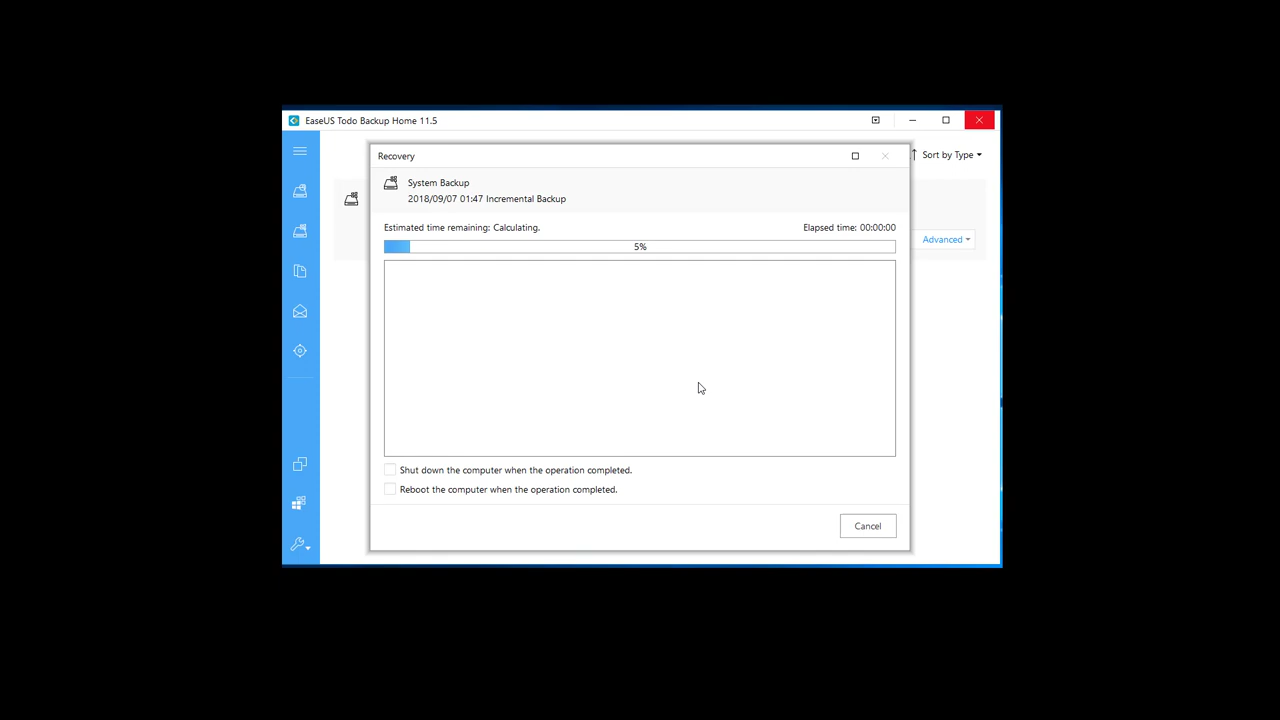 EaseUS Todo Backup Home 11.5
Sort by Type
Recovery
System Backup
2018/09/07 01:47 Incremental Backup
Estimated time remaining: Calculating.
Elapsed time: 00:00:00
5%
Advanced
Shut down the computer when the operation completed.
Reboot the computer when the operation completed.
Cancel